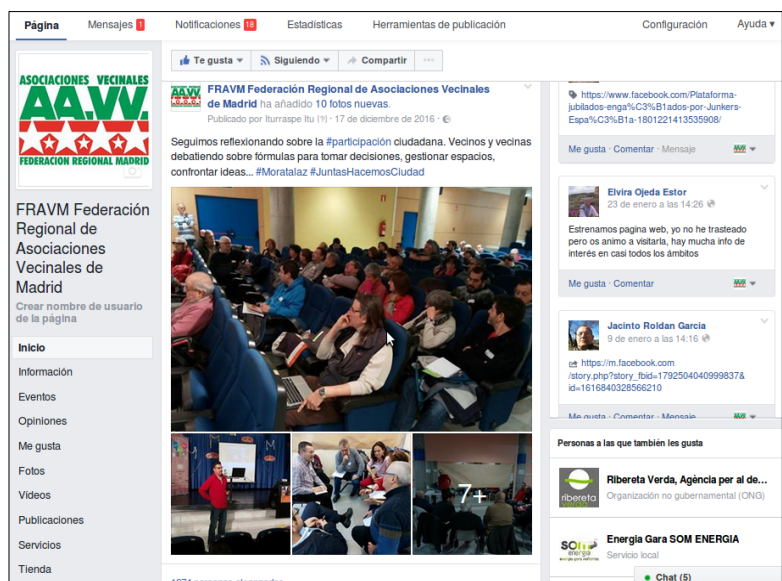 Página
Mensajes 1
Notificaciones 18
Estadísticas
Herramientas de publicación
Configuración
Ayuda
ASOCIACIONES VECINALES
AA.VV.
FEDERACION REGIONAL MADRID
FRAVM Federación
Regional de
Asociaciones
Vecinales de
Madrid
Crear nombre de usuario
de la página
Inicio
Información
Eventos
Opiniones
Me gusta
Fotos
Vídeos
Publicaciones
Servicios
Tienda
Te gusta
Siguiendo
Compartir
FRAVM Federación Regional de Asociaciones Vecinales
de Madrid ha añadido 10 fotos nuevas.
Publicado por Iturraspe Itu [?] · 17 de diciembre de 2016 ·
Seguimos reflexionando sobre la #participación ciudadana. Vecinos y vecinas
debatiendo sobre fórmulas para tomar decisiones, gestionar espacios,
confrontar ideas... #Moratalaz #JuntasHacemosCiudad
7+
https://www.facebook.com/Plataforma-
jubilados-enga%C3%B1ados-por-Junkers-
Espa%C3%B1a-1801221413535908/
Me gusta · Comentar · Mensaje
Elvira Ojeda Estor
23 de enero a las 14:26
Estrenamos pagina web, yo no he trasteado
pero os animo a visitarla, hay mucha info de
interés en casi todos los ámbitos
Me gusta · Comentar
Jacinto Roldan Garcia
9 de enero a las 14:16
https://m.facebook.com
/story.php?story_fbid=1792504040999837&
id=1616840328566210
Me gusta · Comentar · Mensaje
Personas a las que también les gusta
ribereta
verda
Ribereta Verda, Agència per al de...
Organización no gubernamental (ONG)
som
energia
Energia Gara SOM ENERGIA
Servicio local
Chat (5)